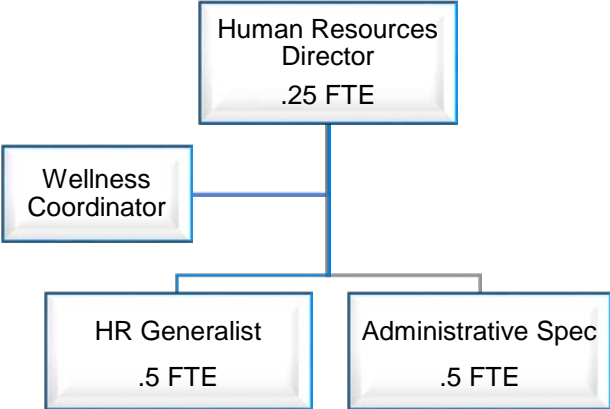 Human Resources
Director
.25 FTE
Wellness
Coordinator
HR Generalist
.5 FTE
Administrative Spec
.5 FTE